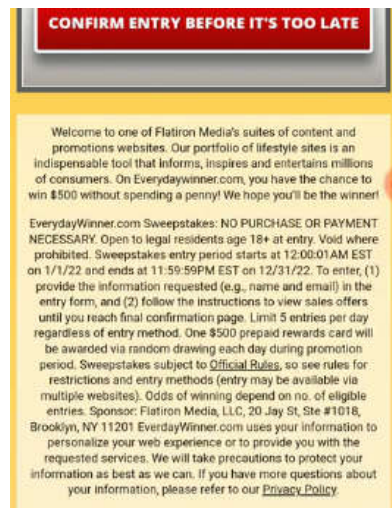 CONFIRM ENTRY BEFORE IT'S TOO LATE
Welcome to one of Flatiron Media's suites of content and
promotions websites. Our portfolio of lifestyle sites is an
indispensable tool that informs, inspires and entertains millions
of consumers. On Everydaywinner.com, you have the chance to
win $500 without spending a penny! We hope you'll be the winner!
EverydayWinner.com Sweepstakes: NO PURCHASE OR PAYMENT
NECESSARY. Open to legal residents age 18+ at entry. Void where
prohibited. Sweepstakes entry period starts at 12:00:01AM EST
on 1/1/22 and ends at 11:59:59PM EST on 12/31/22. To enter, (1)
provide the information requested (e.g., name and email) in the
entry form, and (2) follow the instructions to view sales offers
until you reach final confirmation page. Limit 5 entries per day
regardless of entry method. One $500 prepaid rewards card will
be awarded via random drawing each day during promotion
period. Sweepstakes subject to Official Rules, so see rules for
restrictions and entry methods (entry may be available via
multiple websites). Odds of winning depend on no. of eligible
entries. Sponsor: Flatiron Media, LLC, 20 Jay St, Ste #1018,
Brooklyn, NY 11201 EverdayWinner.com uses your information to
personalize your web experience or to provide you with the
requested services. We will take precautions to protect your
information as best as we can. If you have more questions about
your information, please refer to our Privacy Policy.